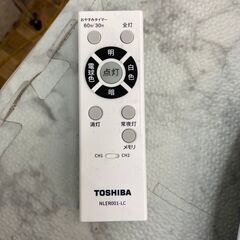 おやすみタイマー
60分/30分
全灯
明
電球色
点灯
白色
暗
消灯
常夜灯
メモリ
CH1
CH2
TOSHIBA
NLER001-LC